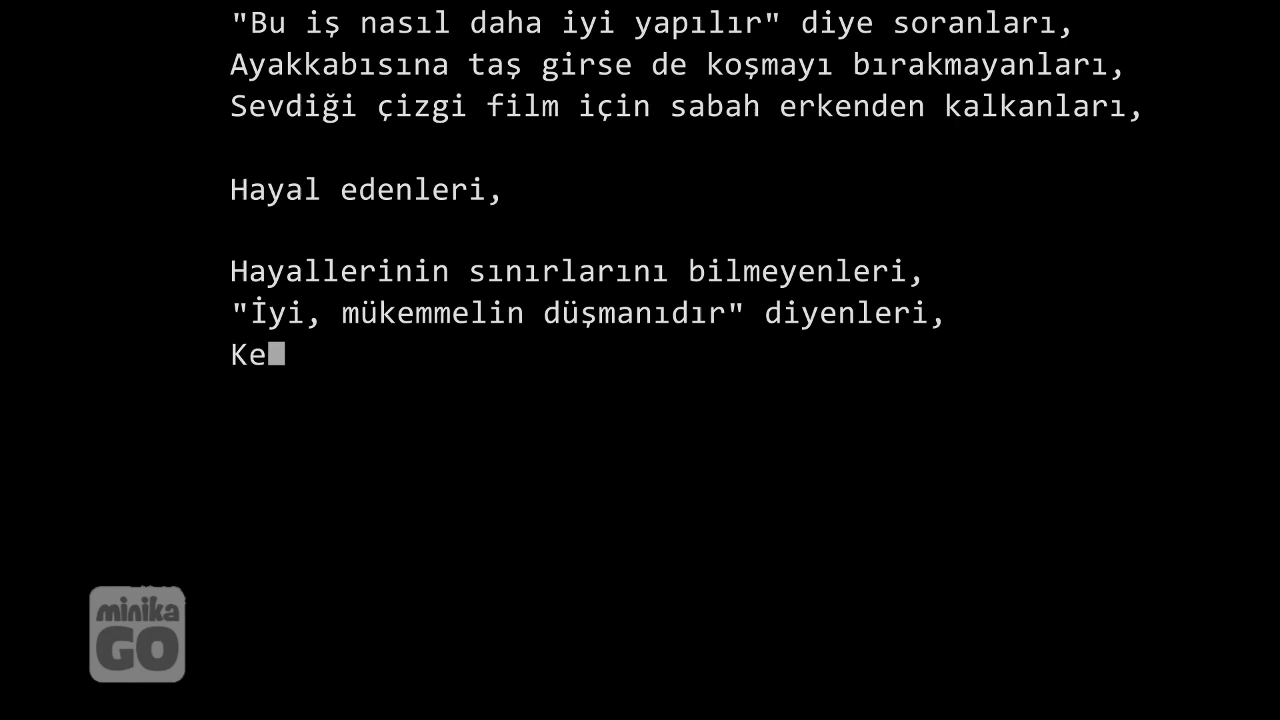 "Bu iş nasıl daha iyi yapılır" diye soranları,
Ayakkabısına taş girse de koşmayı bırakmayanları,
Sevdiği çizgi film için sabah erkenden kalkanları,
Hayal edenleri,
Hayallerinin sınırlarını bilmeyenleri,
"İyi, mükemmelin düşmanıdır" diyenleri,
Ke
minika
GO